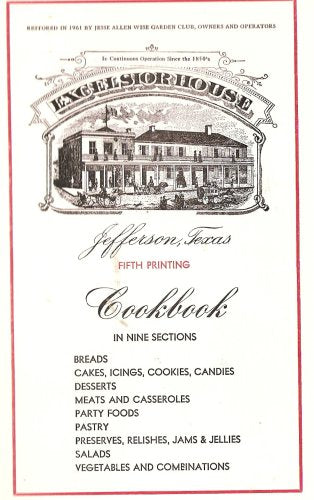 RESTORED IN 1961 BY JESSE ALLEN WISE GARDEN CLUB, OWNERS AND OPERATORS
In Continuous Operation Since the 1850's
EXCELSIOR HOUSE
Jefferson, Texas
FIFTH PRINTING
Cookbook
IN NINE SECTIONS
BREADS
CAKES, ICINGS, COOKIES, CANDIES
DESSERTS
MEATS AND CASSEROLES
PARTY FOODS
PASTRY
PRESERVES, RELISHES, JAMS & JELLIES
SALADS
VEGETABLES AND COMBINATIONS